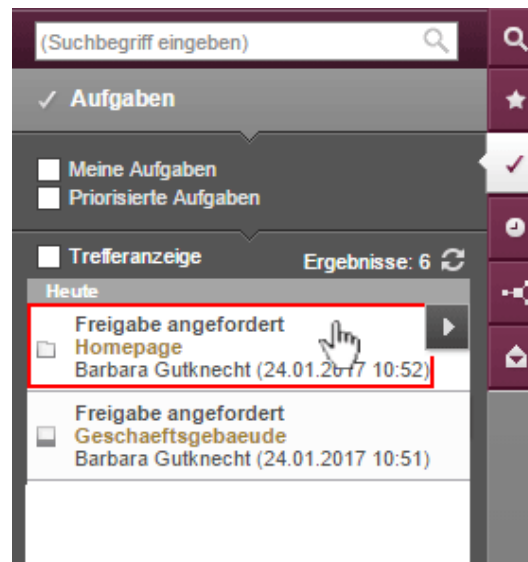 (Suchbegriff eingeben)
Aufgaben
Meine Aufgaben
Priorisierte Aufgaben
Trefferanzeige Ergebnisse: 6
Heute
Freigabe angefordert
Homepage
Barbara Gutknecht (24.01.2017 10:52)
Freigabe angefordert
Geschaeftsgebaeude
Barbara Gutknecht (24.01.2017 10:51)